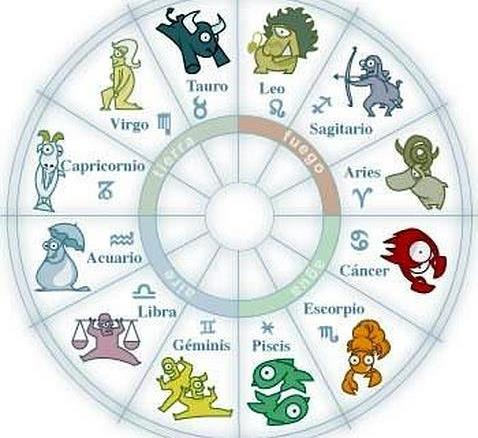 Tauro
Leo
Sagitario
Aries
Cáncer
Escorpio
Piscis
Géminis
Libra
Acuario
Capricornio
Virgo
tierra
fuego
agua
aire